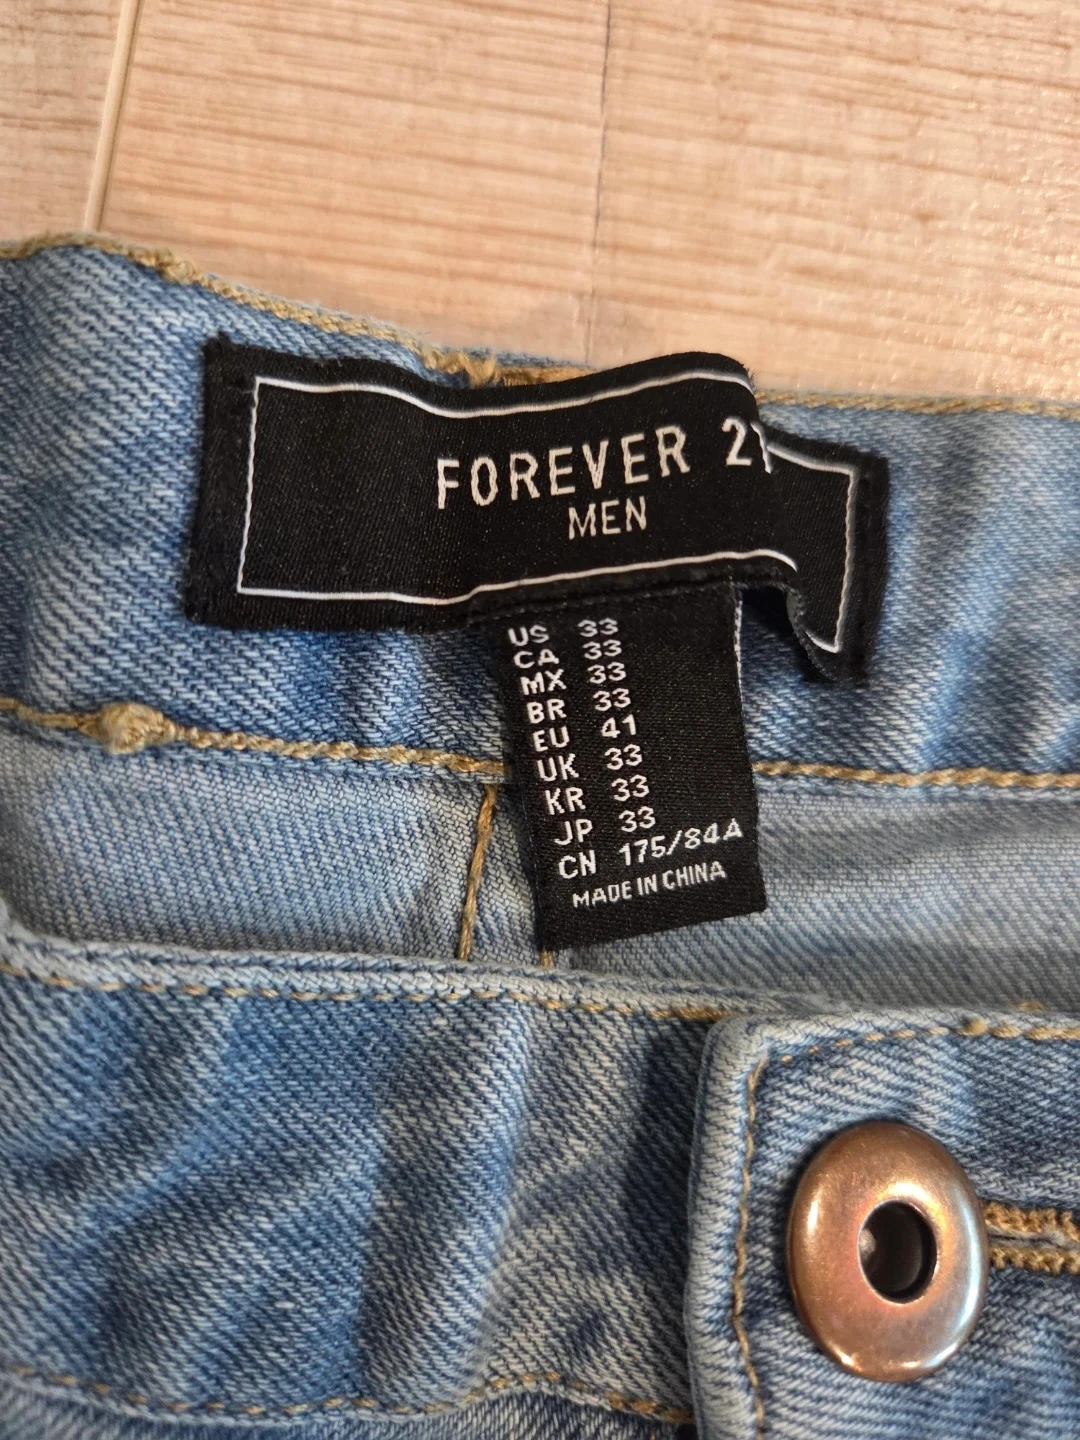 FOREVER 21
MEN
US 33
CA 33
MX 33
BR 33
EU 41
UK 33
KR 33
JP 33
CN 175/84A
MADE IN CHINA